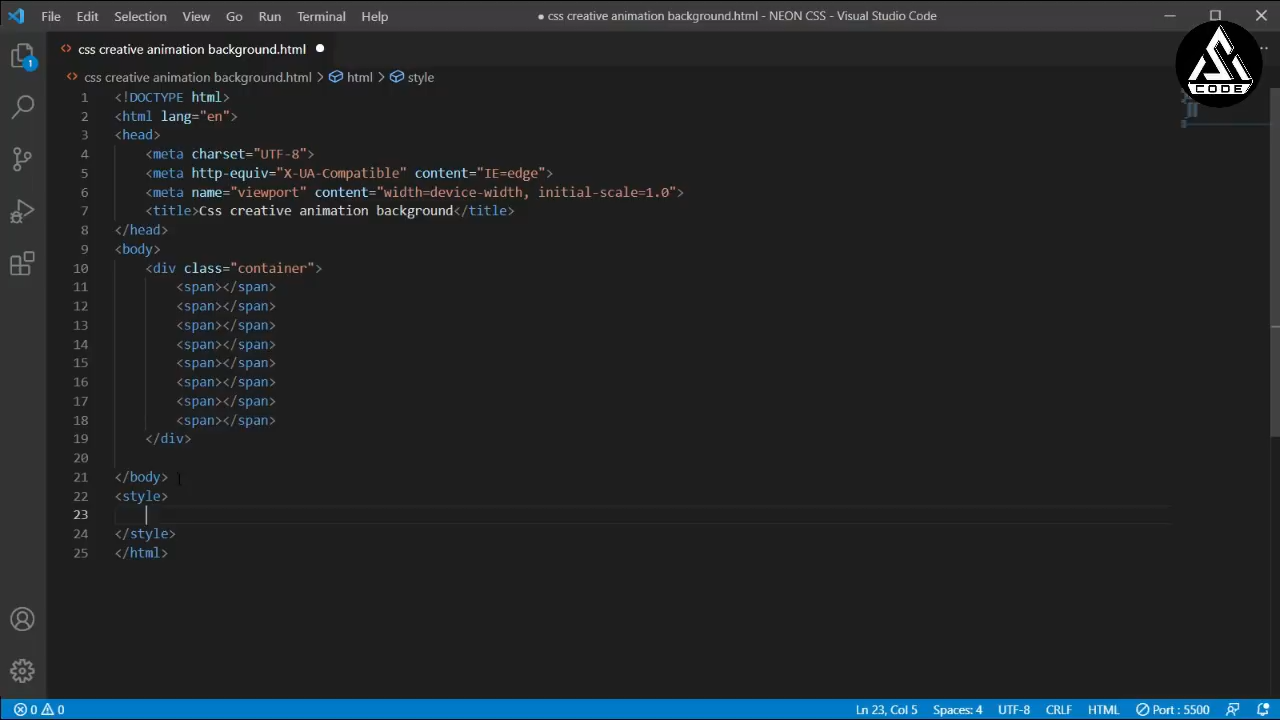 File Edit Selection View Go Run Terminal Help ● css creative animation background.html - NEON CSS - Visual Studio Code
<> css creative animation background.html ●
<> css creative animation background.html > html > style
CODE
1
1 <!DOCTYPE html>
2 <html lang="en">
3 <head>
4     <meta charset="UTF-8">
5     <meta http-equiv="X-UA-Compatible" content="IE=edge">
6     <meta name="viewport" content="width=device-width, initial-scale=1.0">
7     <title>Css creative animation background</title>
8 </head>
9 <body>
10     <div class="container">
11         <span></span>
12         <span></span>
13         <span></span>
14         <span></span>
15         <span></span>
16         <span></span>
17         <span></span>
18         <span></span>
19     </div>
20
21 </body>
22 <style>
23
24 </style>
25 </html>
0 0 Ln 23, Col 5 Spaces: 4 UTF-8 CRLF HTML Port : 5500